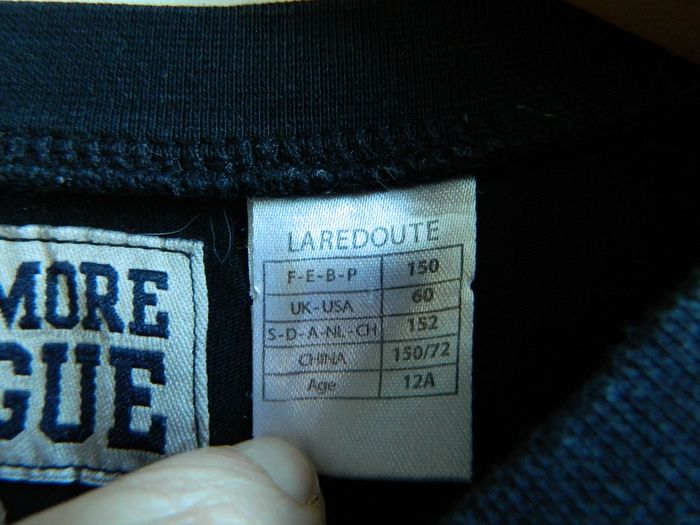 MORE
GUE
LAREDOUTE
F-E-B-P 150
UK-USA 60
S-D-A-NL-CH 152
CHINA 150/72
Age 12A